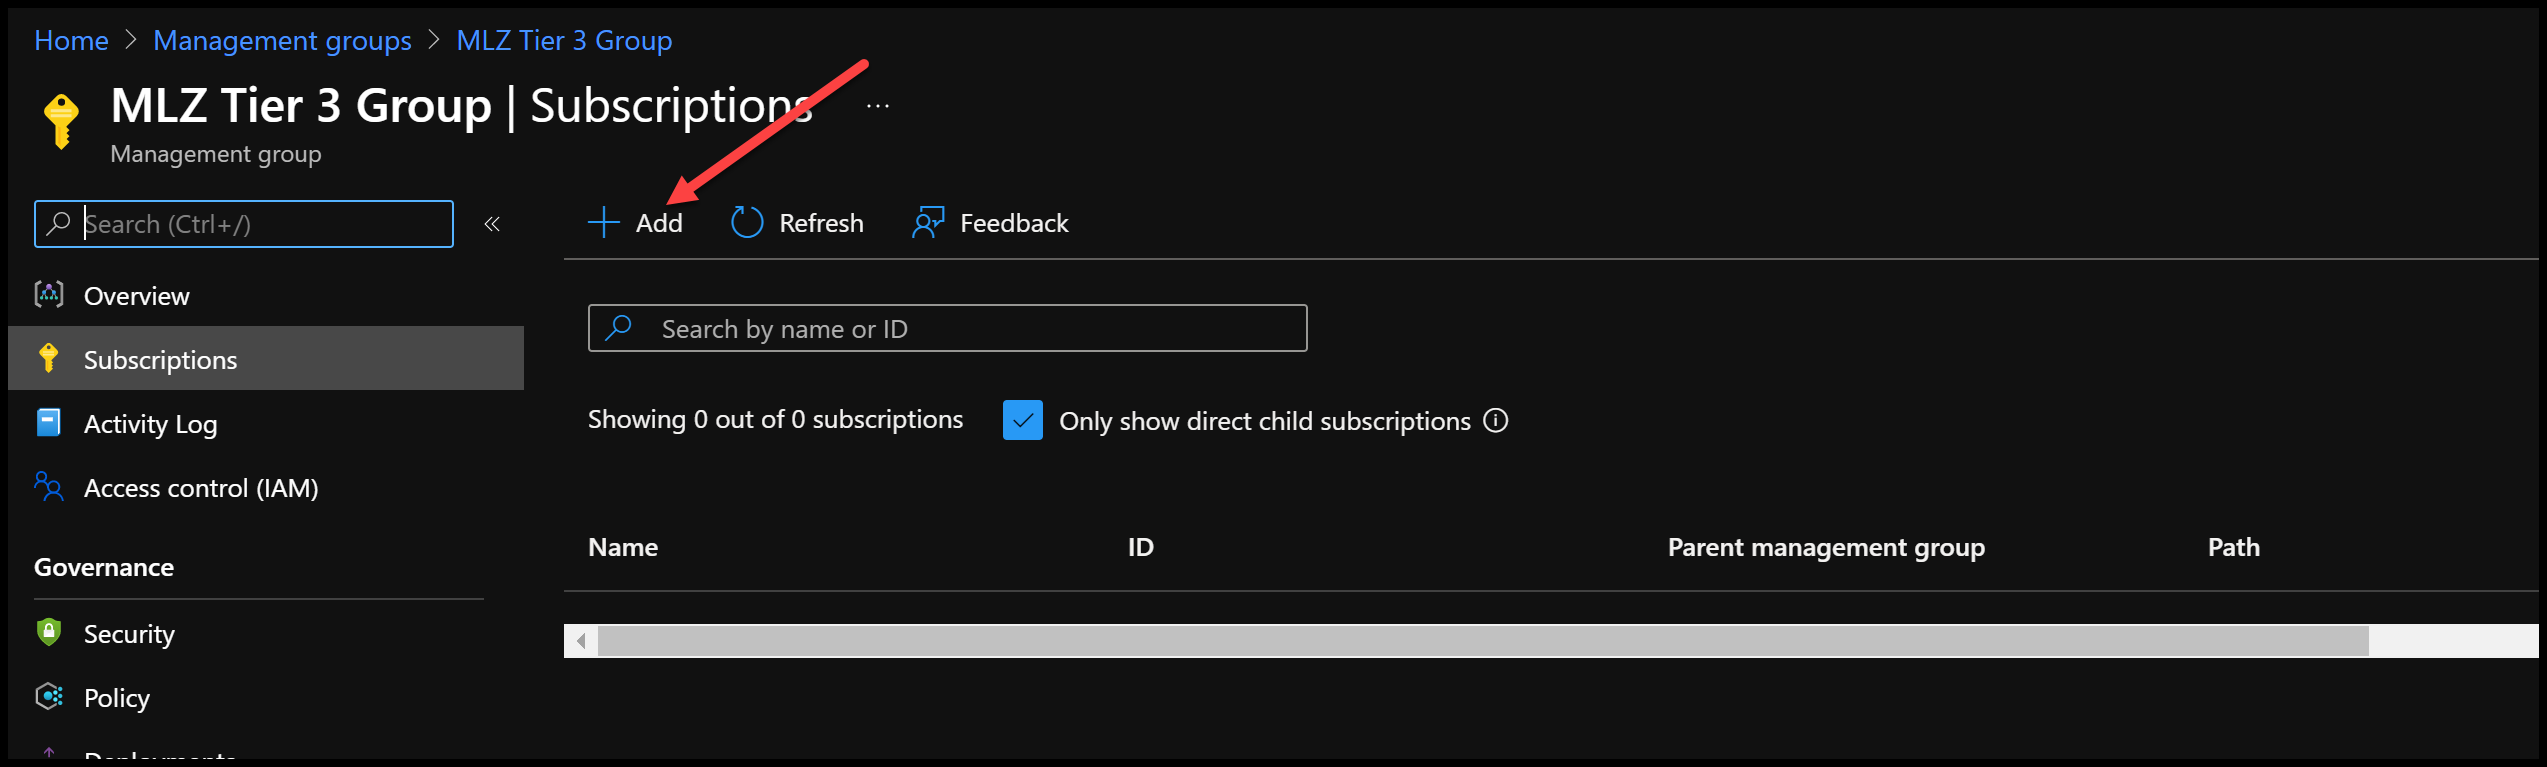 Home > Management groups > MLZ Tier 3 Group
MLZ Tier 3 Group | Subscriptions ...
Management group
Search (Ctrl+/) «
Add Refresh Feedback
Overview
Subscriptions
Activity Log
Access control (IAM)
Governance
Security
Policy
Deployments
Search by name or ID
Showing 0 out of 0 subscriptions Only show direct child subscriptions
Name ID Parent management group Path